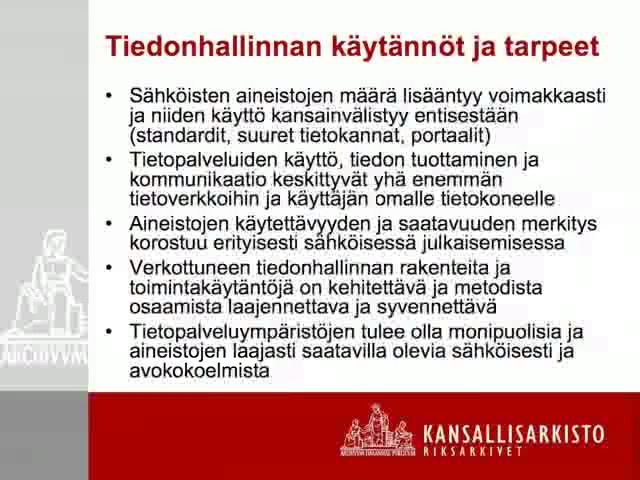 Tiedonhallinnan käytännöt ja tarpeet
• Sähköisten aineistojen määrä lisääntyy voimakkaasti
ja niiden käyttö kansainvälistyy entisestään
(standardit, suuret tietokannat, portaalit)
• Tietopalveluiden käyttö, tiedon tuottaminen ja
kommunikaatio keskittyvät yhä enemmän
tietoverkkoihin ja käyttäjän omalle tietokoneelle
• Aineistojen käytettävyyden ja saatavuuden merkitys
korostuu erityisesti sähköisessä julkaisemisessa
• Verkottuneen tiedonhallinnan rakenteita ja
toimintakäytäntöjä on kehitettävä ja metodista
osaamista laajennettava ja syvennettävä
• Tietopalveluympäristöjen tulee olla monipuolisia ja
aineistojen laajasti saatavilla olevia sähköisesti ja
avokokoelmista
KANSALLISARKISTO
RIKSARKIVET